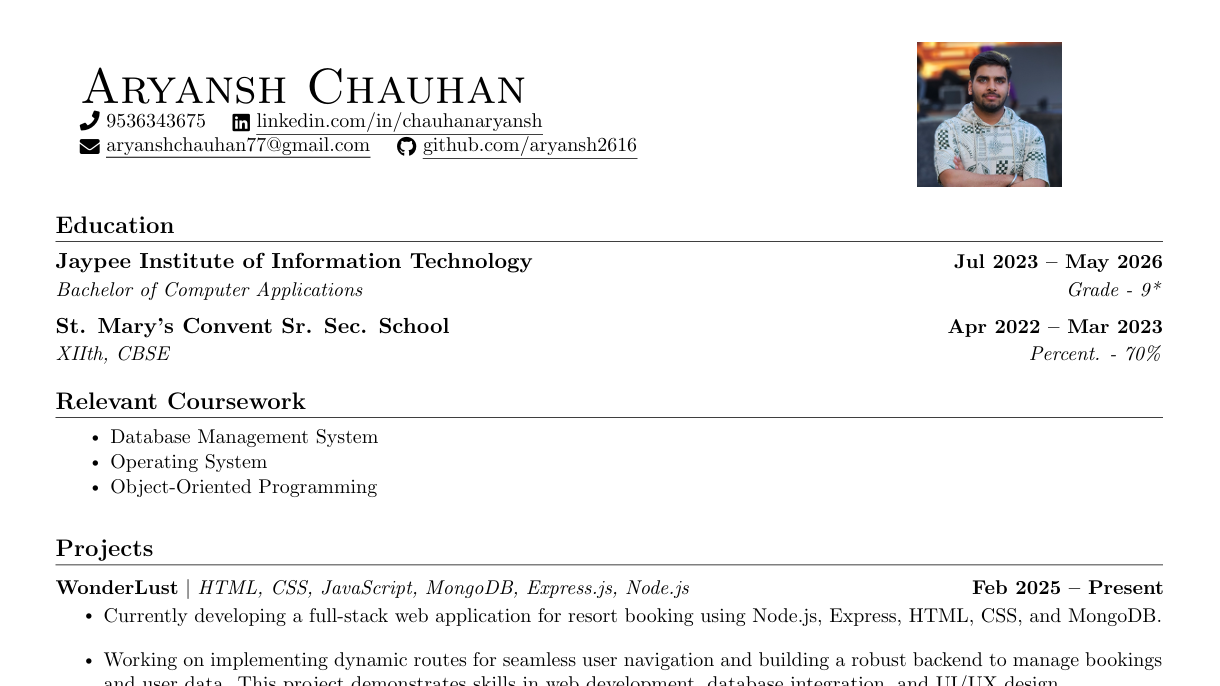 Aryansh Chauhan
9536343675 linkedin.com/in/chauhanaryansh
aryanshchauhan77@gmail.com github.com/aryansh2616
Education
Jaypee Institute of Information Technology Jul 2023 – May 2026
Bachelor of Computer Applications Grade - 9*
St. Mary's Convent Sr. Sec. School Apr 2022 – Mar 2023
XIIth, CBSE Percent. - 70%
Relevant Coursework
• Database Management System
• Operating System
• Object-Oriented Programming
Projects
WonderLust | HTML, CSS, JavaScript, MongoDB, Express.js, Node.js Feb 2025 – Present
• Currently developing a full-stack web application for resort booking using Node.js, Express, HTML, CSS, and MongoDB.
• Working on implementing dynamic routes for seamless user navigation and building a robust backend to manage bookings
and user data. This project demonstrates skills in web development, database integration, and UI/UX design.